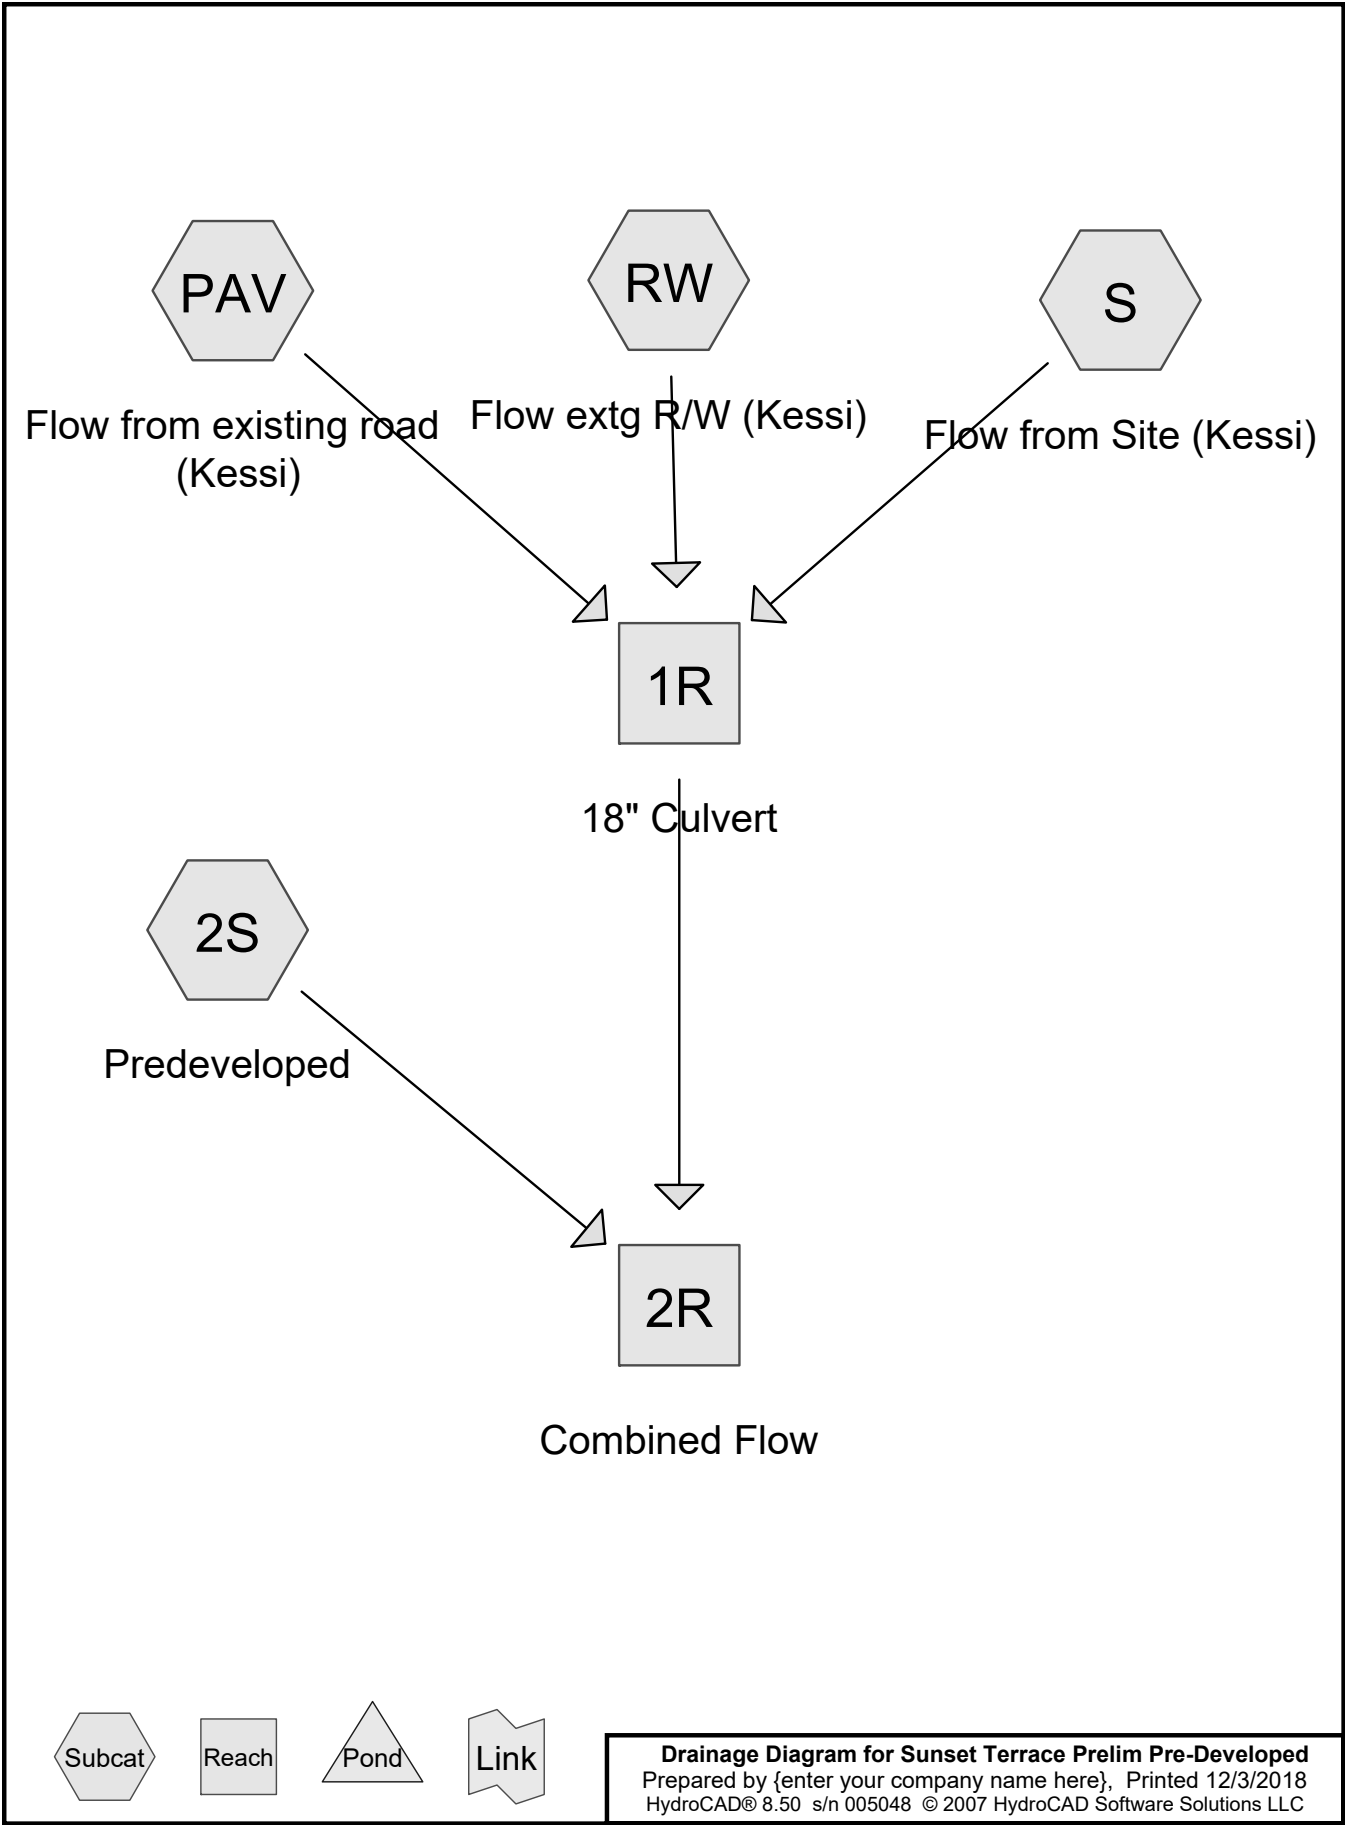 PAV
RW
S
Flow from existing road
(Kessi)
Flow extg R/W (Kessi)
Flow from Site (Kessi)
1R
18" Culvert
2S
Predeveloped
2R
Combined Flow
Subcat
Reach
Pond
Link
Drainage Diagram for Sunset Terrace Prelim Pre-Developed
Prepared by {enter your company name here}, Printed 12/3/2018
HydroCAD® 8.50 s/n 005048 © 2007 HydroCAD Software Solutions LLC